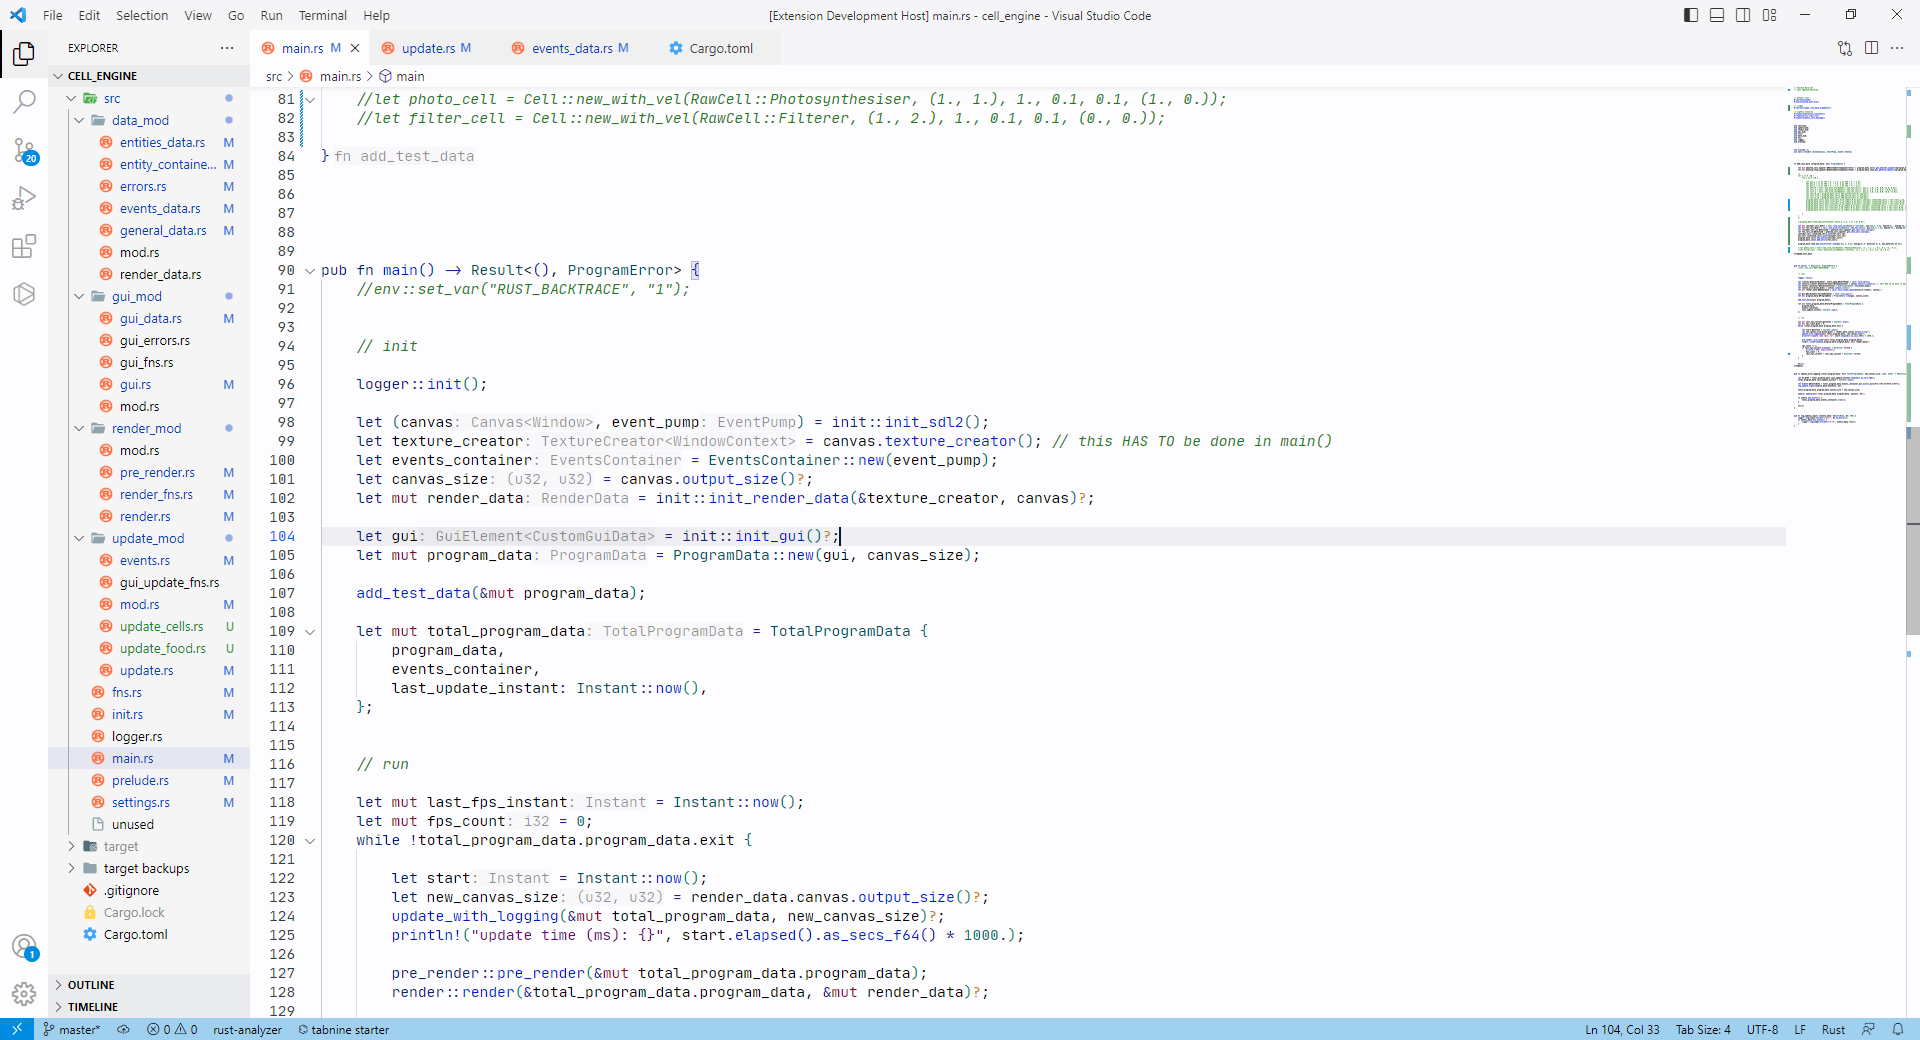 File Edit Selection View Go Run Terminal Help
[Extension Development Host] main.rs - cell_engine - Visual Studio Code
EXPLORER
CELL_ENGINE
src
data_mod
entities_data.rs M
entity_containe... M
errors.rs M
events_data.rs M
general_data.rs M
mod.rs
render_data.rs
gui_mod
gui_data.rs M
gui_errors.rs
gui_fns.rs
gui.rs M
mod.rs
render_mod
mod.rs
pre_render.rs M
render_fns.rs M
render.rs M
update_mod
events.rs M
gui_update_fns.rs
mod.rs M
update_cells.rs U
update_food.rs U
update.rs M
fns.rs M
init.rs M
logger.rs
main.rs M
prelude.rs M
settings.rs M
unused
target
target backups
.gitignore
Cargo.lock
Cargo.toml
OUTLINE
TIMELINE
20
1
main.rs M update.rs M events_data.rs M Cargo.toml
src > main.rs > main
81 //let photo_cell = Cell::new_with_vel(RawCell::Photosynthesiser, (1., 1.), 1., 0.1, 0.1, (1., 0.));
82 //let filter_cell = Cell::new_with_vel(RawCell::Filterer, (1., 2.), 1., 0.1, 0.1, (0., 0.));
83
84 } fn add_test_data
85
86
87
88
89
90 pub fn main() -> Result<(), ProgramError> {
91 //env::set_var("RUST_BACKTRACE", "1");
92
93
94 // init
95
96 logger::init();
97
98 let (canvas: Canvas<Window>, event_pump: EventPump) = init::init_sdl2();
99 let texture_creator: TextureCreator<WindowContext> = canvas.texture_creator(); // this HAS TO be done in main()
100 let events_container: EventsContainer = EventsContainer::new(event_pump);
101 let canvas_size: (u32, u32) = canvas.output_size()?;
102 let mut render_data: RenderData = init::init_render_data(&texture_creator, canvas)?;
103
104 let gui: GuiElement<CustomGuiData> = init::init_gui()?;
105 let mut program_data: ProgramData = ProgramData::new(gui, canvas_size);
106
107 add_test_data(&mut program_data);
108
109 let mut total_program_data: TotalProgramData = TotalProgramData {
110 program_data,
111 events_container,
112 last_update_instant: Instant::now(),
113 };
114
115
116 // run
117
118 let mut last_fps_instant: Instant = Instant::now();
119 let mut fps_count: i32 = 0;
120 while !total_program_data.program_data.exit {
121
122 let start: Instant = Instant::now();
123 let new_canvas_size: (u32, u32) = render_data.canvas.output_size()?;
124 update_with_logging(&mut total_program_data, new_canvas_size)?;
125 println!("update time (ms): {}", start.elapsed().as_secs_f64() * 1000.);
126
127 pre_render::pre_render(&mut total_program_data.program_data);
128 render::render(&total_program_data.program_data, &mut render_data)?;
129
master* 0 0 rust-analyzer tabnine starter
Ln 104, Col 33 Tab Size: 4 UTF-8 LF Rust